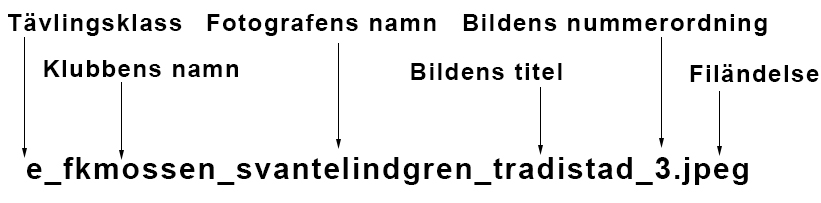 Tävlingsklass Fotografens namn Bildens nummerordning
Klubbens namn Bildens titel Filändelse
e_fkmossen_svantelindgren_tradistad_3.jpeg